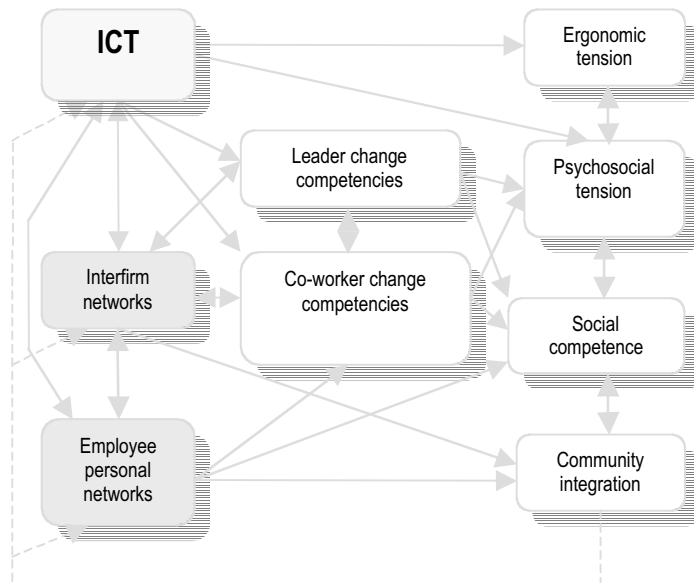 ICT
Ergonomic
tension
Leader change
competencies
Psychosocial
tension
Interfirm
networks
Co-worker change
competencies
Social
competence
Employee
personal
networks
Community
integration